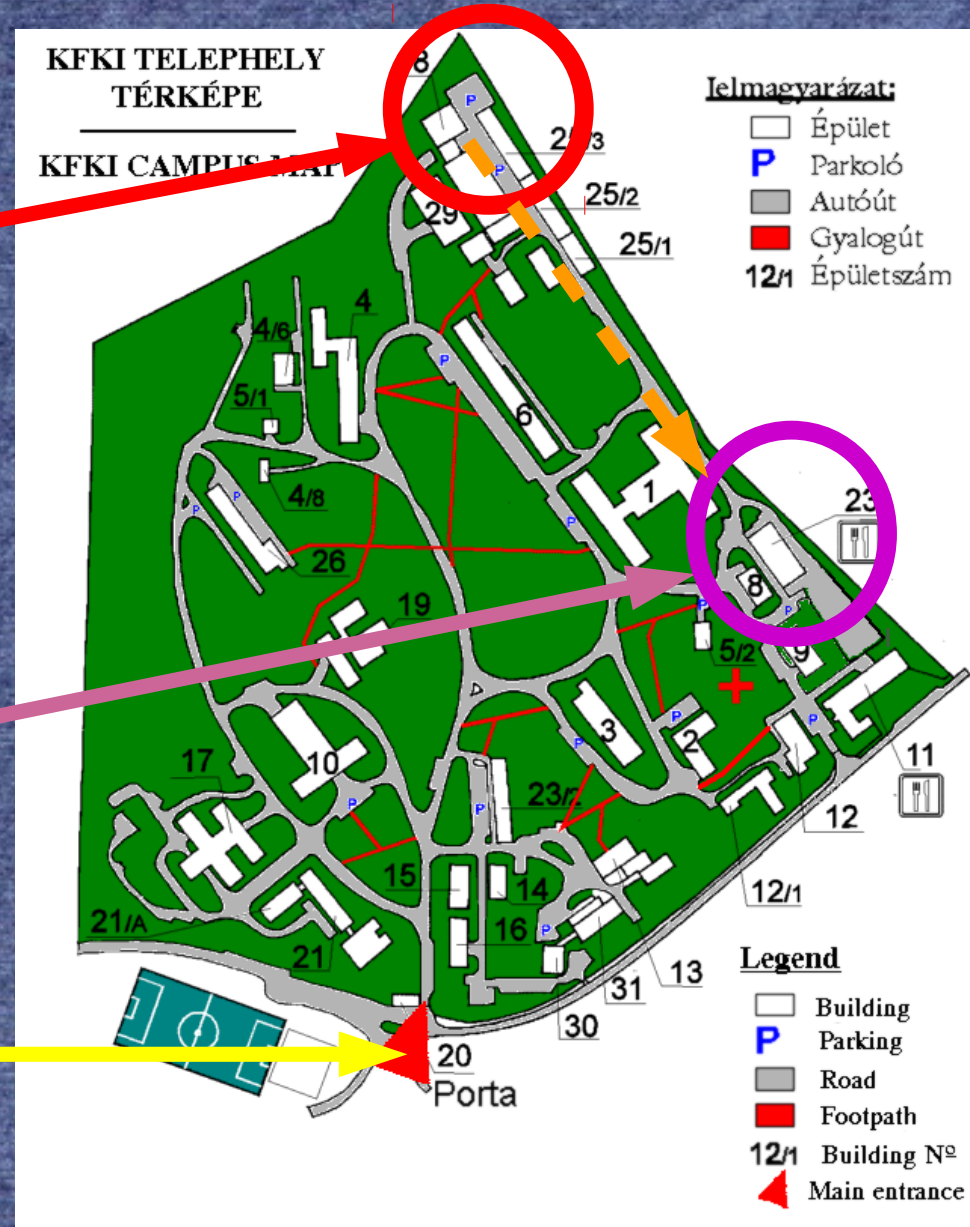 KFKI TELEPHELY
TÉRKÉPE
KFKI CAMPUS MAP
Jelmagyarázat:
Épület
P Parkoló
Autóút
Gyalogút
12/1 Épületszám
8
P
25/3
P
25/2
29
25/1
4
4/6
P
5/1
6
4/8
P
P
26
1
P
23
19
8
P
P
5/2
9
3
2
P
P
P
11
17
10
P
23/2
P
12
15
14
12/1
21/A
16
P
21
13
31
30
20
Porta
Legend
Building
P Parking
Road
Footpath
12/1 Building Nº
Main entrance